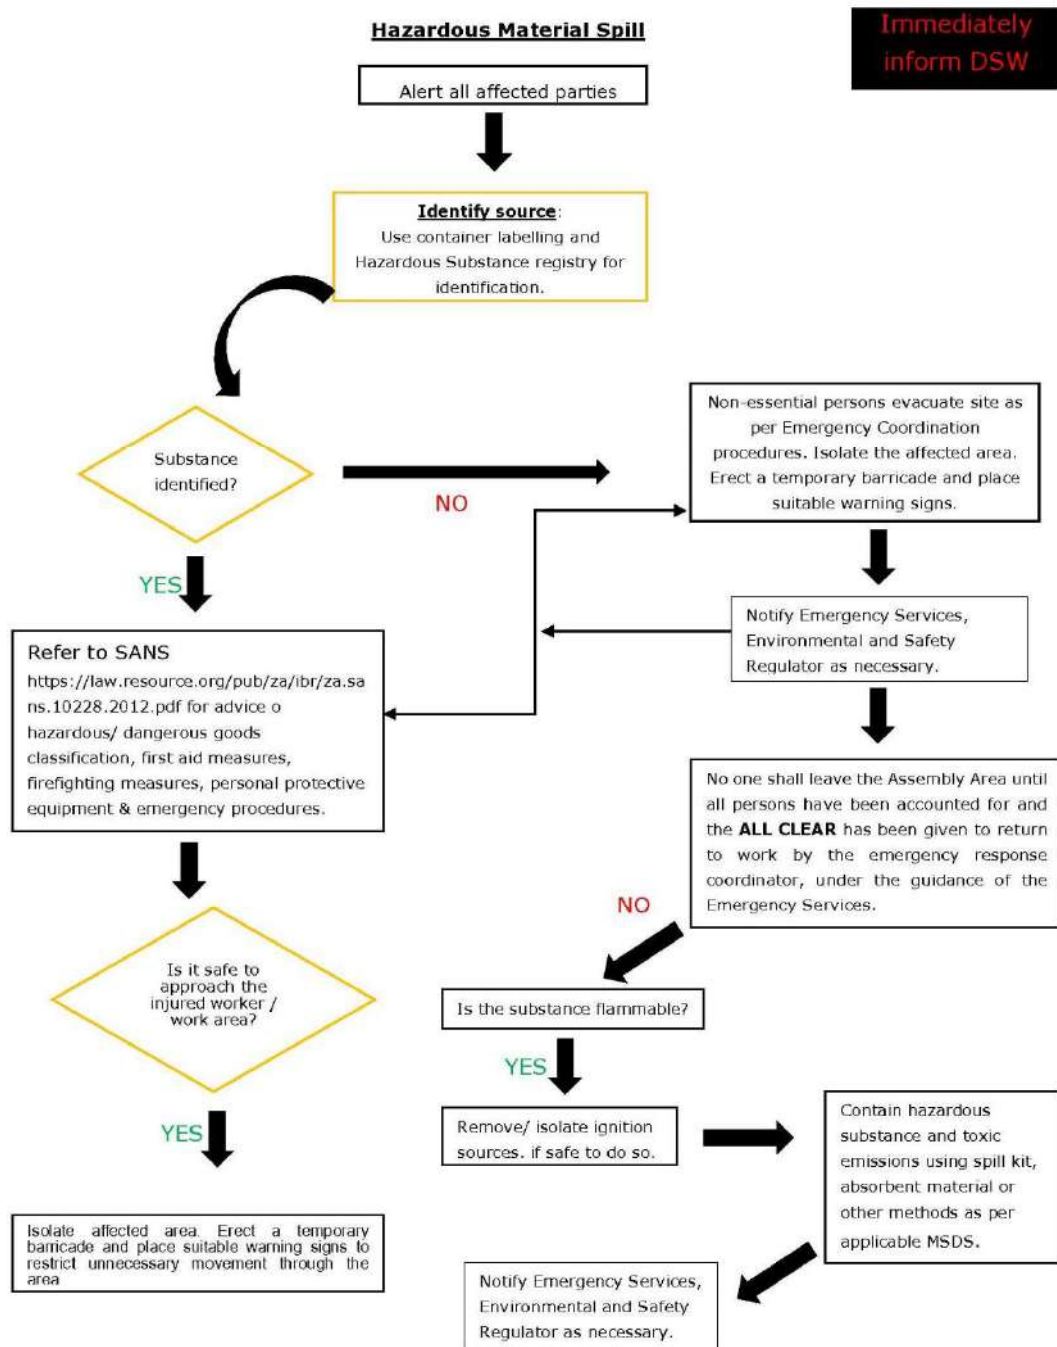 Hazardous Material Spill
Immediately
inform DSW
Alert all affected parties
Identify source:
Use container labelling and
Hazardous Substance registry for
identification.
Substance
identified?
NO
Non-essential persons evacuate site as
per Emergency Coordination
procedures. Isolate the affected area.
Erect a temporary barricade and place
suitable warning signs.
YES
Notify Emergency Services,
Environmental and Safety
Regulator as necessary.
Refer to SANS
https://law.resource.org/pub/za/ibr/za.sa
ns.10228.2012.pdf for advice o
hazardous/ dangerous goods
classification, first aid measures,
firefighting measures, personal protective
equipment & emergency procedures.
No one shall leave the Assembly Area until
all persons have been accounted for and
the ALL CLEAR has been given to return
to work by the emergency response
coordinator, under the guidance of the
Emergency Services.
NO
Is it safe to
approach the
injured worker /
work area?
Is the substance flammable?
YES
YES
Remove/ isolate ignition
sources. if safe to do so.
Contain hazardous
substance and toxic
emissions using spill kit,
absorbent material or
other methods as per
applicable MSDS.
Isolate affected area. Erect a temporary
barricade and place suitable warning signs to
restrict unnecessary movement through the
area
Notify Emergency Services,
Environmental and Safety
Regulator as necessary.